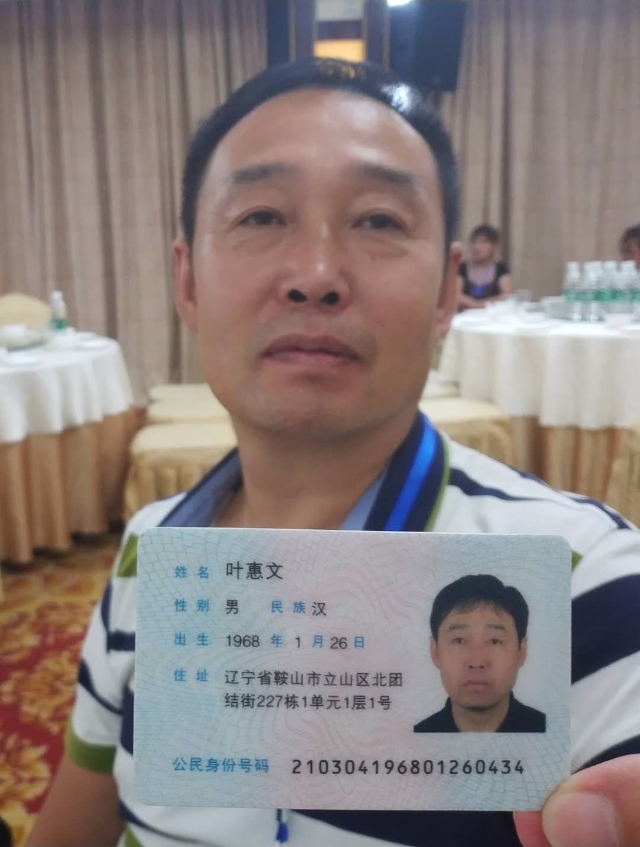 姓名 叶惠文
性别 男 民族 汉
出生 1968 年 1 月 26 日
住址 辽宁省鞍山市立山区北团
结街227栋1单元1层1号
公民身份号码 210304196801260434